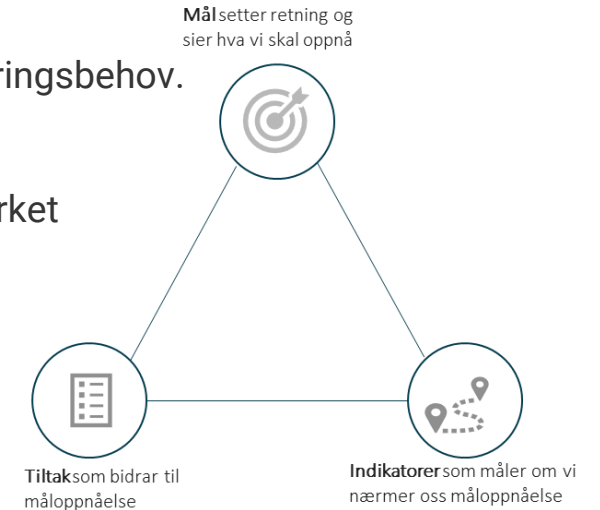 Mål setter retning og
sier hva vi skal oppnå
ringsbehov.
rket
Tiltak som bidrar til
måloppnåelse
Indikatorer som måler om vi
nærmer oss måloppnåelse